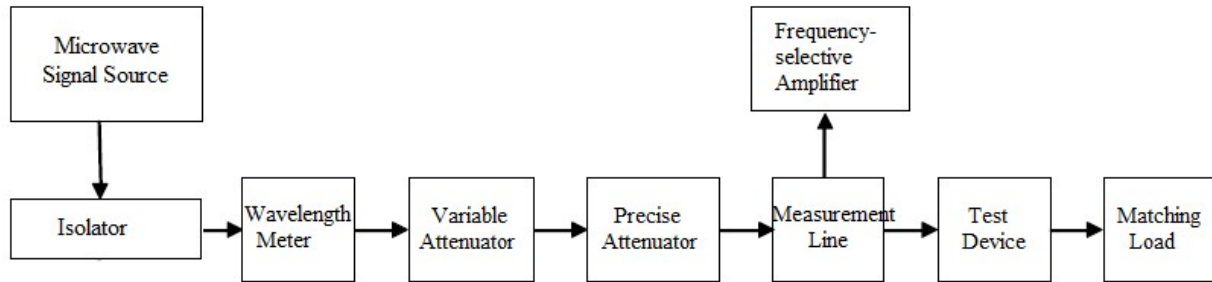 Microwave
Signal Source
Frequency-
selective
Amplifier
Isolator
Wavelength
Meter
Variable
Attenuator
Precise
Attenuator
Measurement
Line
Test
Device
Matching
Load